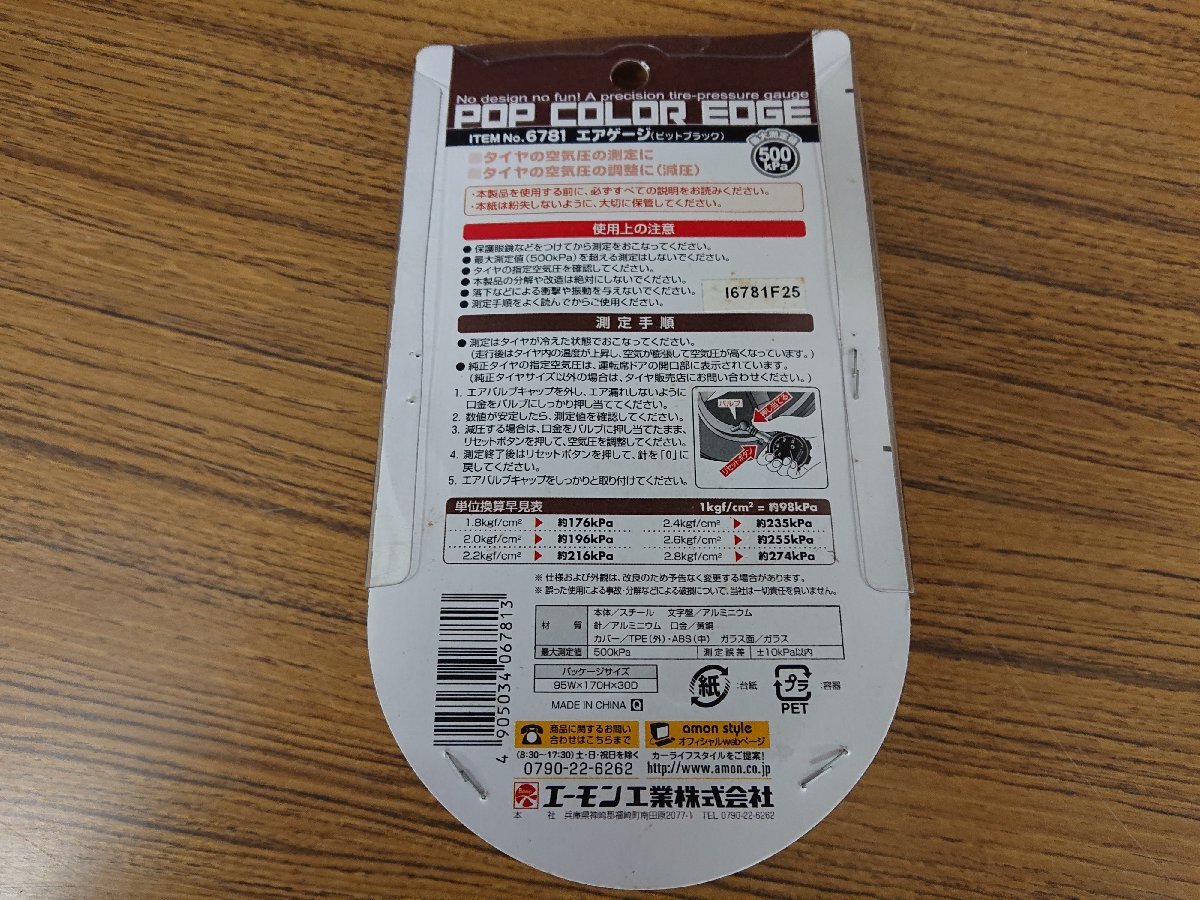 No design no fun! A precision tire-pressure gauge
POP COLOR EDGE
ITEM No.6781 エアゲージ(ピットブラック)
最大測定値
500
kPa
タイヤの空気圧の測定に
タイヤの空気圧の調整に(減圧)
・本製品を使用する前に、必ずすべての説明をお読みください。
・本紙は紛失しないように、大切に保管してください。
使用上の注意
● 保護眼鏡などをつけてから測定をおこなってください。
● 最大測定値(500kPa)を超える測定はしないでください。
● タイヤの指定空気圧を確認してください。
● 本製品の分解や改造は絶対にしないでください。
● 落下などによる衝撃や振動を与えないでください。
● 測定手順をよく読んでからご使用ください。
I6781F25
測定手順
● 測定はタイヤが冷えた状態でおこなってください。
(走行後はタイヤ内の温度が上昇し、空気が膨張して空気圧が高くなっています。)
● 純正タイヤの指定空気圧は、運転席ドアの開口部に表示されています。
(純正タイヤサイズ以外の場合は、タイヤ販売店にお問い合わせください。)
1. エアバルブキャップを外し、エア漏れしないように
口金をバルブにしっかり押し当ててください。
2. 数値が安定したら、測定値を確認してください。
3. 減圧する場合は、口金をバルブに押し当てたまま、
リセットボタンを押して、空気圧を調整してください。
4. 測定終了後はリセットボタンを押して、針を「0」に
戻してください。
5. エアバルブキャップをしっかりと取り付けてください。
バルブ
押し当てる
リセットボタン
単位換算早見表 1kgf/cm² = 約98kPa
1.8kgf/cm² ▶ 約176kPa 2.4kgf/cm² ▶ 約235kPa
2.0kgf/cm² ▶ 約196kPa 2.6kgf/cm² ▶ 約255kPa
2.2kgf/cm² ▶ 約216kPa 2.8kgf/cm² ▶ 約274kPa
※ 仕様および外観は、改良のため予告なく変更する場合があります。
※ 誤った使用による事故・分解などによる破損について、当社は一切責任を負いません。
材質 本体/スチール 文字盤/アルミニウム
針/アルミニウム 口金/黄銅
カバー/TPE(外)・ABS(中) ガラス面/ガラス
最大測定値 500kPa 測定誤差 ±10kPa以内
パッケージサイズ
95W×170H×30D
MADE IN CHINA Q
紙 :台紙
プラ :容器
PET
4 905034 067813
商品に関するお問い
合わせはこちらまで
(8:30~17:30)土・日・祝日を除く
0790-22-6262
amon style
オフィシャルwebページ
カーライフスタイルをご提案!
http://www.amon.co.jp
エーモン工業株式会社
本社 兵庫県神崎郡福崎町南田原2077-1 TEL 0790-22-6262